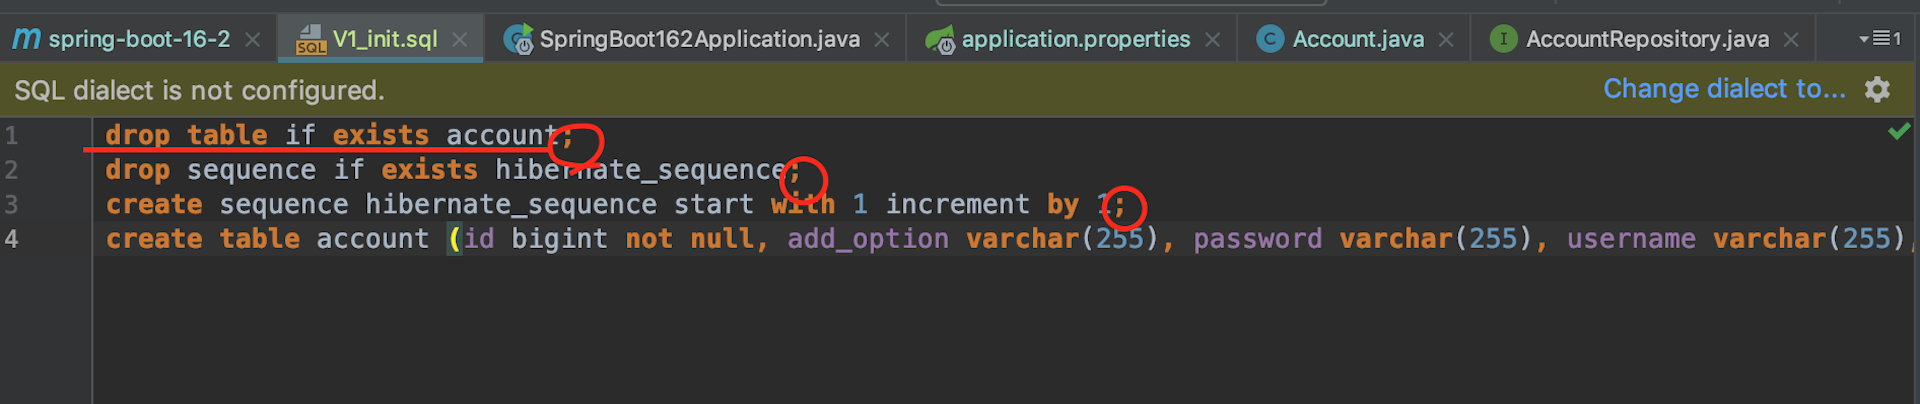 m spring-boot-16-2 SQL V1_init.sql SpringBoot162Application.java application.properties C Account.java I AccountRepository.java 1
SQL dialect is not configured. Change dialect to...
1 drop table if exists account;
2 drop sequence if exists hibernate_sequence;
3 create sequence hibernate_sequence start with 1 increment by 1;
4 create table account (id bigint not null, add_option varchar(255), password varchar(255), username varchar(255),